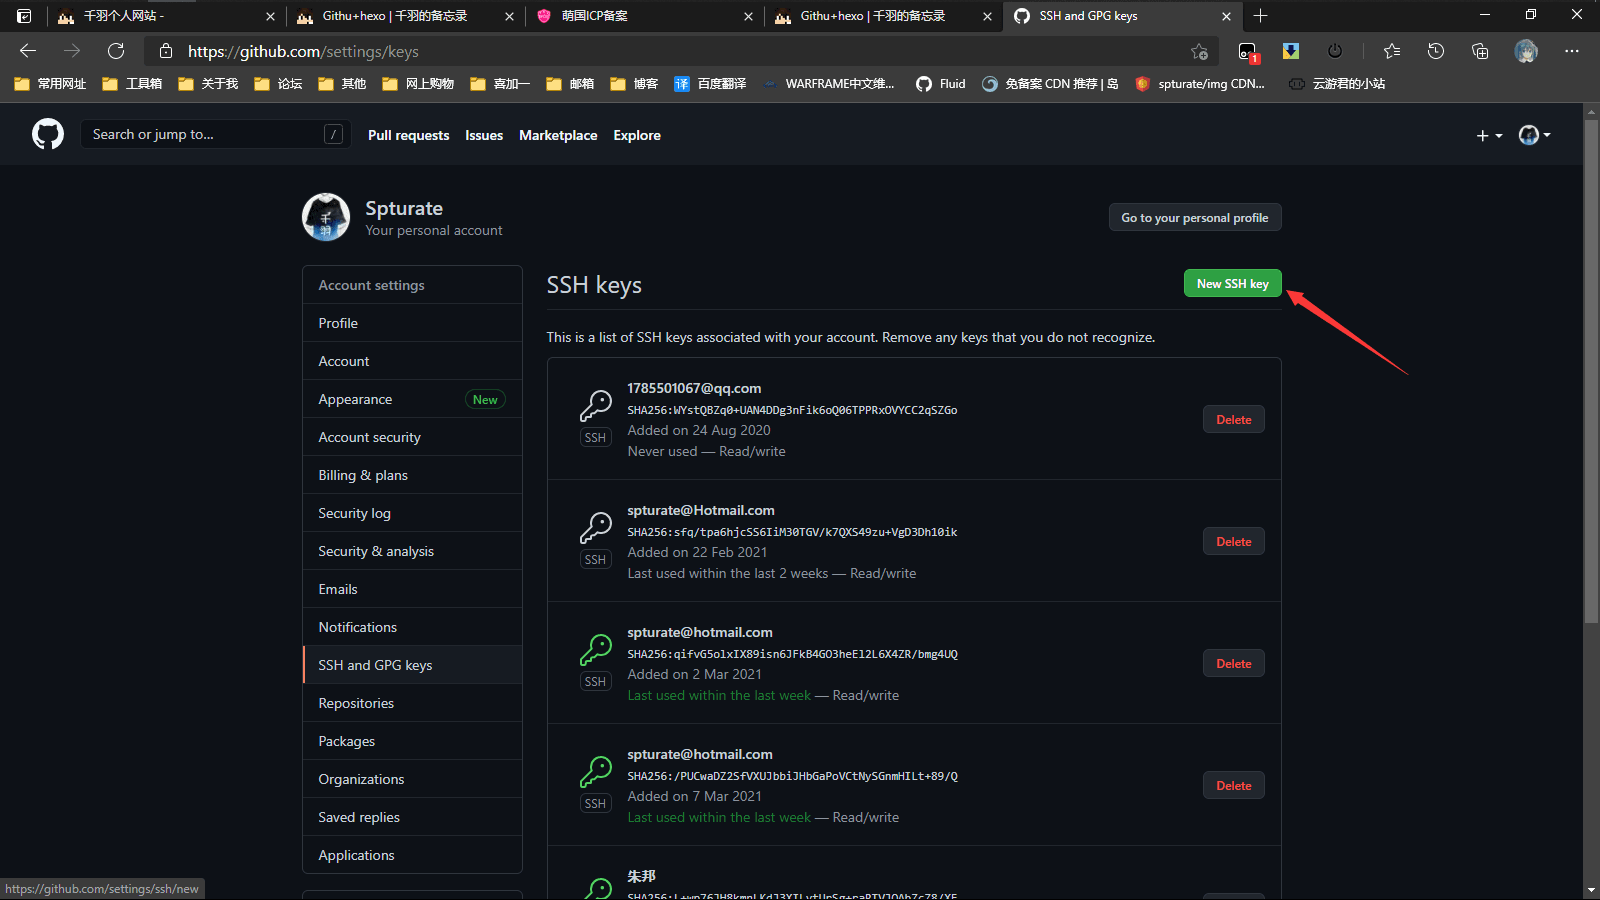 千羽个人网站 -
Githu+hexo | 千羽的备忘录
萌国ICP备案
Githu+hexo | 千羽的备忘录
SSH and GPG keys
https://github.com/settings/keys
1
常用网址
工具箱
关于我
论坛
其他
网上购物
喜加一
邮箱
博客
译 百度翻译
WARFRAME中文维...
Fluid
免备案 CDN 推荐 | 岛
spturate/img CDN...
云游君的小站
Search or jump to... /
Pull requests
Issues
Marketplace
Explore
Spturate
Your personal account
Go to your personal profile
Account settings
Profile
Account
Appearance New
Account security
Billing & plans
Security log
Security & analysis
Emails
Notifications
SSH and GPG keys
Repositories
Packages
Organizations
Saved replies
Applications
SSH keys
New SSH key
This is a list of SSH keys associated with your account. Remove any keys that you do not recognize.
1785501067@qq.com
SHA256:WYstQBZq0+UAN4DDg3nFik6oQ06TPPRxOVYCC2qSZGo
Added on 24 Aug 2020
Never used — Read/write
SSH
Delete
spturate@Hotmail.com
SHA256:sfq/tpa6hjcSS6IiM30TGV/k7QXS49zu+VgD3Dh10ik
Added on 22 Feb 2021
Last used within the last 2 weeks — Read/write
SSH
Delete
spturate@hotmail.com
SHA256:qifvG5olxIX89isn6JFkB4GO3heEl2L6X4ZR/bmg4UQ
Added on 2 Mar 2021
Last used within the last week — Read/write
SSH
Delete
spturate@hotmail.com
SHA256:/PUCwaDZ2SfVXUJbbiJHbGaPoVCtNySGnmHILt+89/Q
Added on 7 Mar 2021
Last used within the last week — Read/write
SSH
Delete
朱邦
https://github.com/settings/ssh/new